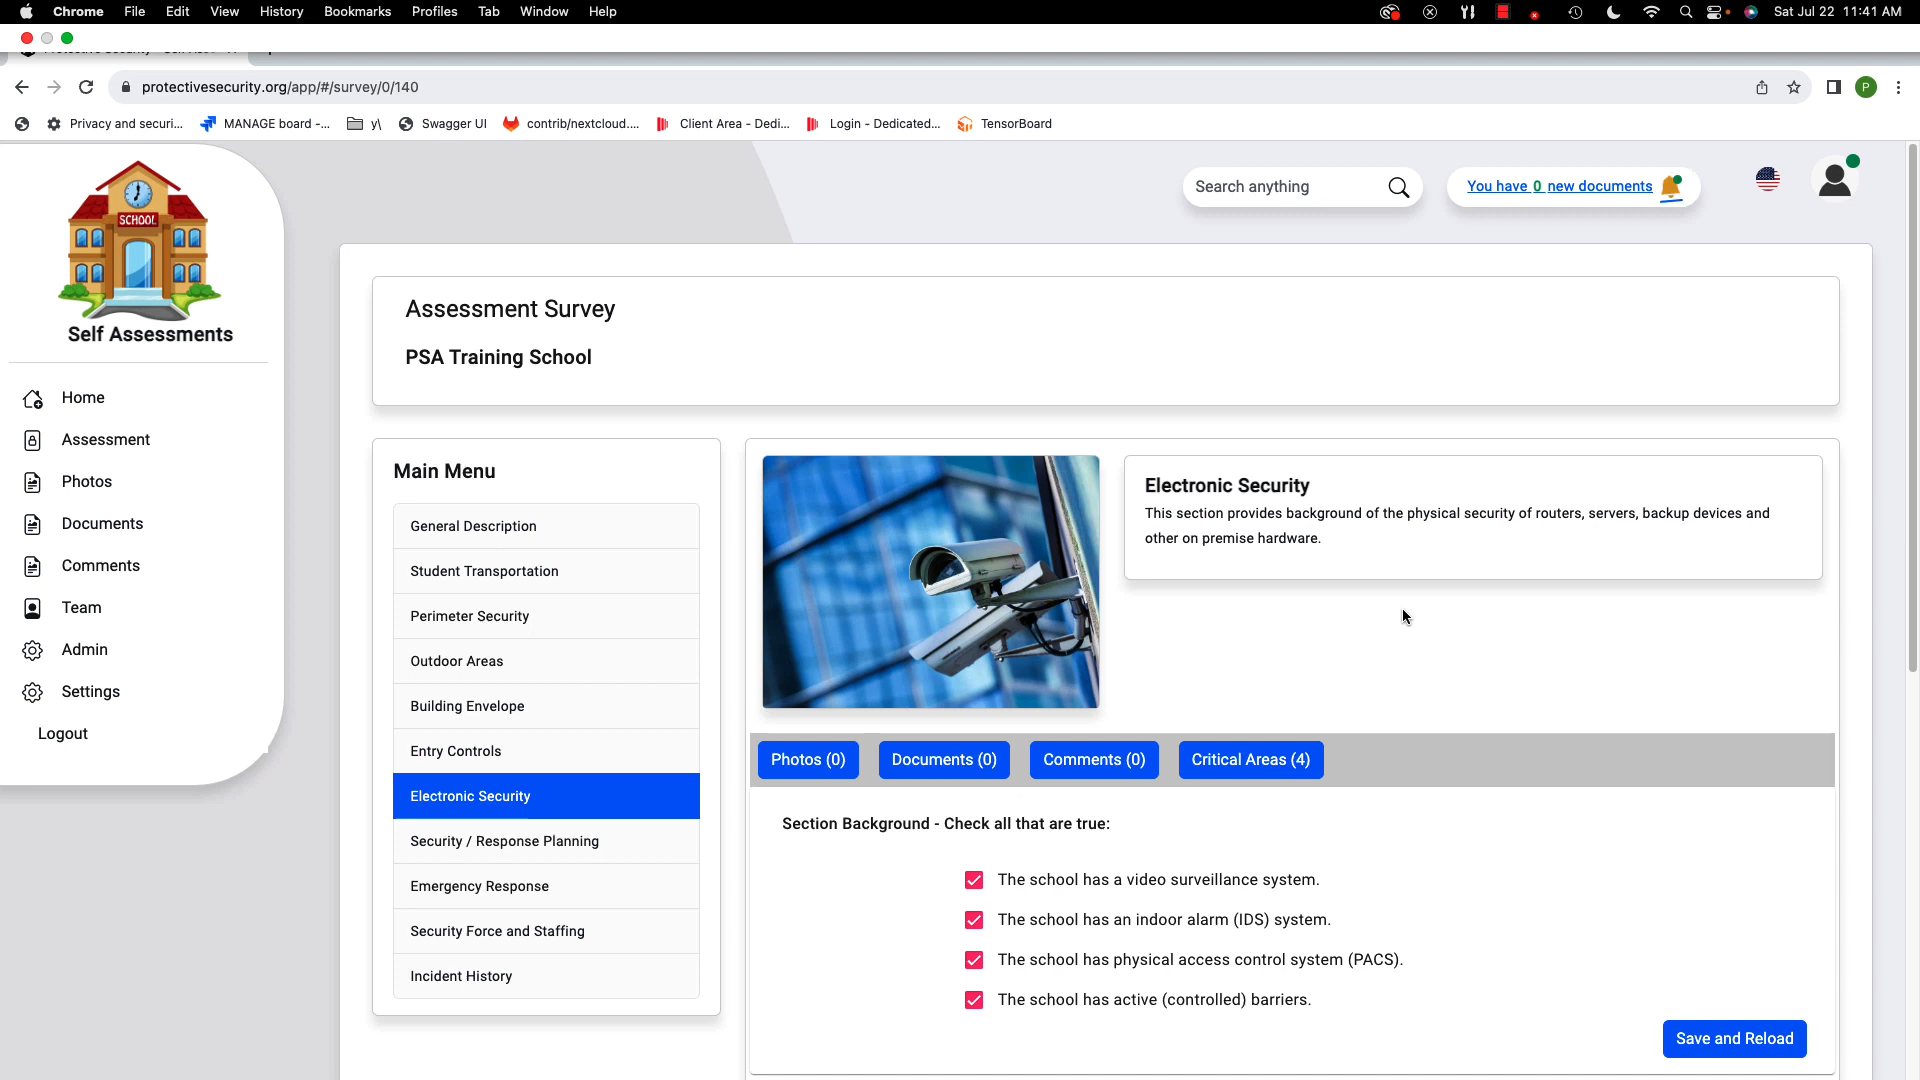 Chrome File Edit View History Bookmarks Profiles Tab Window Help
Sat Jul 22 11:41 AM
protectivesecurity.org/app/#/survey/0/140
P
Privacy and securi... MANAGE board -... y\ Swagger UI contrib/nextcloud.... Client Area - Dedi... Login - Dedicated... TensorBoard
SCHOOL
Self Assessments
Search anything
You have 0 new documents
Home
Assessment
Photos
Documents
Comments
Team
Admin
Settings
Logout
Assessment Survey
PSA Training School
Main Menu
General Description
Student Transportation
Perimeter Security
Outdoor Areas
Building Envelope
Entry Controls
Electronic Security
Security / Response Planning
Emergency Response
Security Force and Staffing
Incident History
Electronic Security
This section provides background of the physical security of routers, servers, backup devices and
other on premise hardware.
Photos (0) Documents (0) Comments (0) Critical Areas (4)
Section Background - Check all that are true:
The school has a video surveillance system.
The school has an indoor alarm (IDS) system.
The school has physical access control system (PACS).
The school has active (controlled) barriers.
Save and Reload